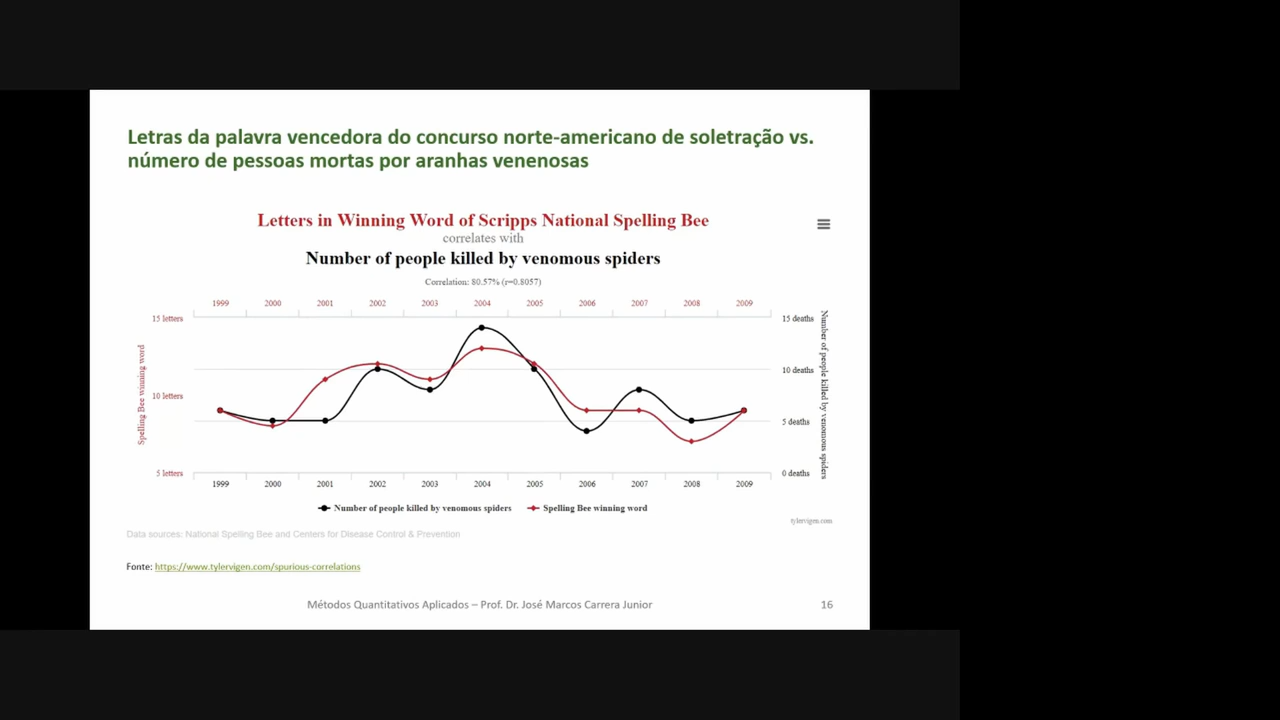 Letras da palavra vencedora do concurso norte-americano de soletração vs.
número de pessoas mortas por aranhas venenosas
Letters in Winning Word of Scripps National Spelling Bee
correlates with
Number of people killed by venomous spiders
Correlation: 80.57% (r=0.8057)
1999 2000 2001 2002 2003 2004 2005 2006 2007 2008 2009
15 letters
10 letters
5 letters
Spelling Bee winning word
15 deaths
10 deaths
5 deaths
0 deaths
Number of people killed by venomous spiders
1999 2000 2001 2002 2003 2004 2005 2006 2007 2008 2009
Number of people killed by venomous spiders Spelling Bee winning word
tylervigen.com
Data sources: National Spelling Bee and Centers for Disease Control & Prevention
Fonte: https://www.tylervigen.com/spurious-correlations
Métodos Quantitativos Aplicados – Prof. Dr. José Marcos Carrera Junior 16